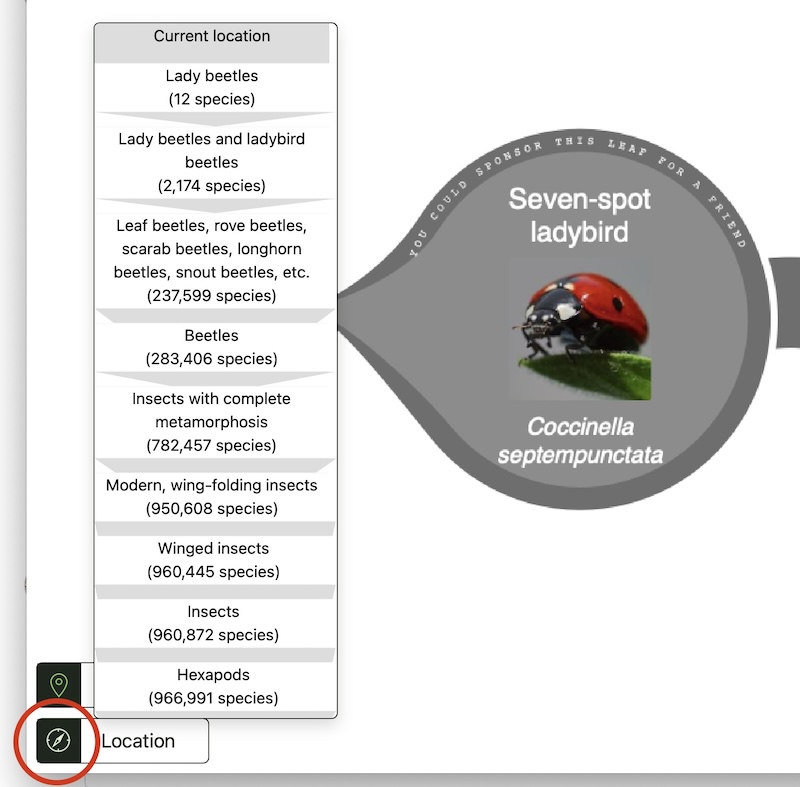 Current location
Lady beetles
(12 species)
Lady beetles and ladybird
beetles
(2,174 species)
Leaf beetles, rove beetles,
scarab beetles, longhorn
beetles, snout beetles, etc.
(237,599 species)
Beetles
(283,406 species)
Insects with complete
metamorphosis
(782,457 species)
Modern, wing-folding insects
(950,608 species)
Winged insects
(960,445 species)
Insects
(960,872 species)
Hexapods
(966,991 species)
Location
YOU COULD SPONSOR THIS LEAF FOR A FRIEND
Seven-spot
ladybird
Coccinella
septempunctata